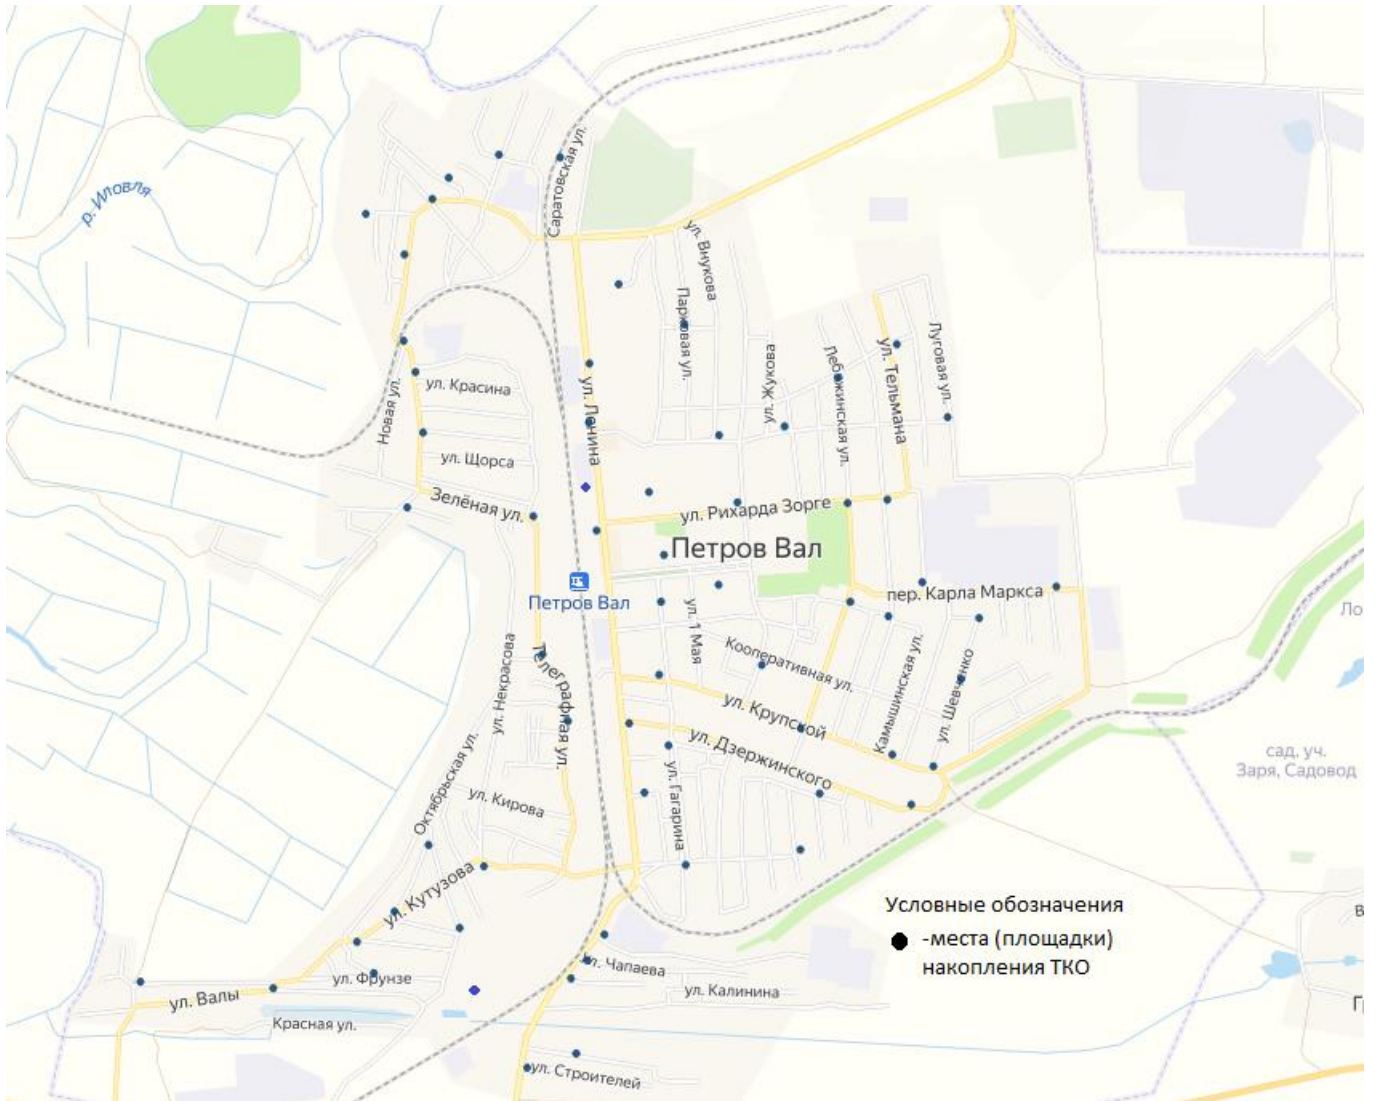 р. Иловля
Саратовская ул.
ул. Внукова
Парковая ул.
ул. Жукова
Лебяжинская ул.
ул. Тельмана
Луговая ул.
ул. Красина
Новая ул.
ул. Ленина
ул. Щорса
Зелёная ул.
ул. Рихарда Зорге
Петров Вал
Петров Вал
пер. Карла Маркса
ул. 1 Мая
Кооперативная ул.
Камышинская ул.
ул. Шевченко
ул. Некрасова
Телеграфная ул.
ул. Крупской
ул. Дзержинского
Октябрьская ул.
ул. Гагарина
ул. Кирова
сад. уч.
Заря, Садовод
Ло
ул. Кутузова
Условные обозначения
-места (площадки)
накопления ТКО
В
ул. Чапаева
ул. Фрунзе
ул. Калинина
ул. Валы
Красная ул.
Г
ул. Строителей